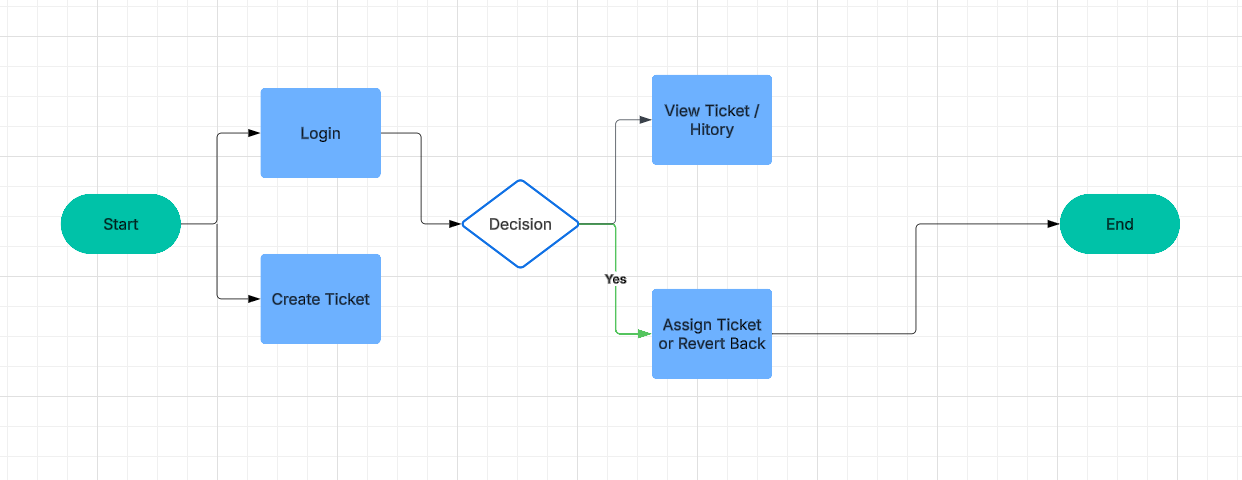 Start
Login
Create Ticket
Decision
Yes
View Ticket /
Hitory
Assign Ticket
or Revert Back
End